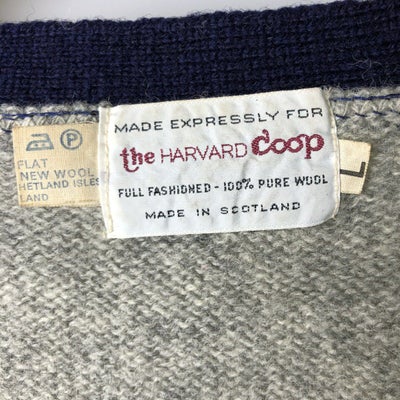 P
FLAT
NEW WOOL
HETLAND ISLES
LAND
MADE EXPRESSLY FOR
the HARVARD coop
FULL FASHIONED - 100% PURE WOOL
MADE IN SCOTLAND
L